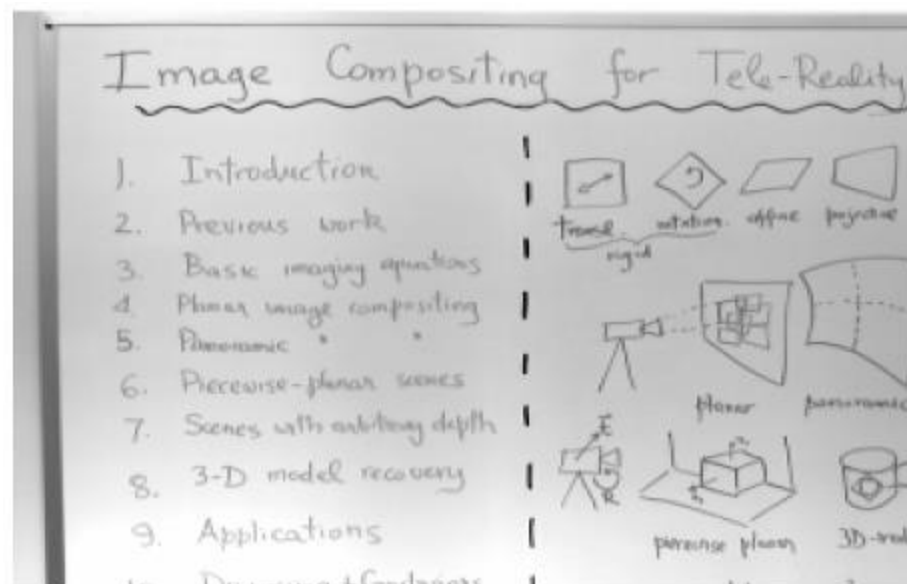 Image Compositing for Tele-Reality
1. Introduction
2. Previous work
3. Basic imaging equations
4 Planar image compositing
5. Panoramic " "
6. Piecewise-planar scenes
7. Scenes with arbitrary depth
8. 3-D model recovery
9. Applications
transl. rotation. affine projective
rigid
planar panoramic
t
R
piecewise planar 3D-